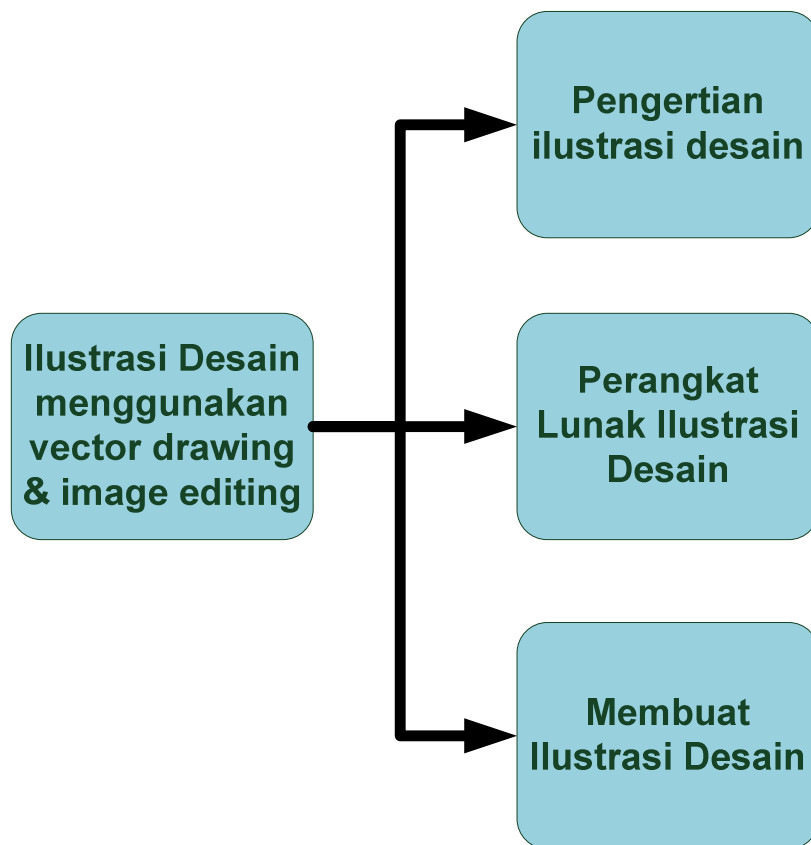 Pengertian
ilustrasi desain
Ilustrasi Desain
menggunakan
vector drawing
& image editing
Perangkat
Lunak Ilustrasi
Desain
Membuat
Ilustrasi Desain